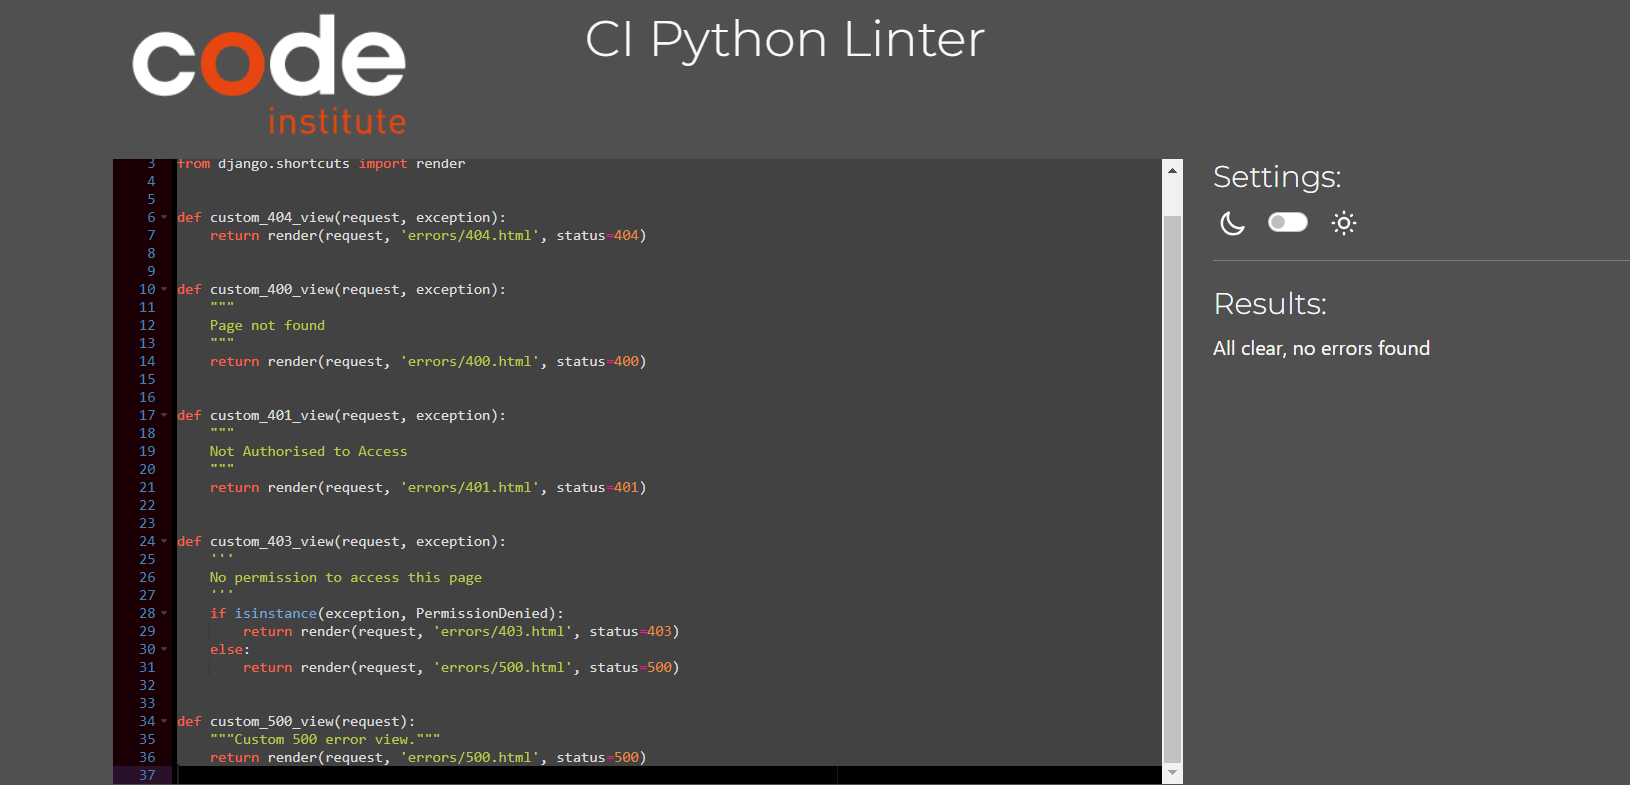 code
institute
CI Python Linter
3 from django.shortcuts import render
4
5
6 def custom_404_view(request, exception):
7     return render(request, 'errors/404.html', status=404)
8
9
10 def custom_400_view(request, exception):
11     """
12     Page not found
13     """
14     return render(request, 'errors/400.html', status=400)
15
16
17 def custom_401_view(request, exception):
18     """
19     Not Authorised to Access
20     """
21     return render(request, 'errors/401.html', status=401)
22
23
24 def custom_403_view(request, exception):
25     '''
26     No permission to access this page
27     '''
28     if isinstance(exception, PermissionDenied):
29         return render(request, 'errors/403.html', status=403)
30     else:
31         return render(request, 'errors/500.html', status=500)
32
33
34 def custom_500_view(request):
35     """Custom 500 error view."""
36     return render(request, 'errors/500.html', status=500)
37
Settings:
Results:
All clear, no errors found